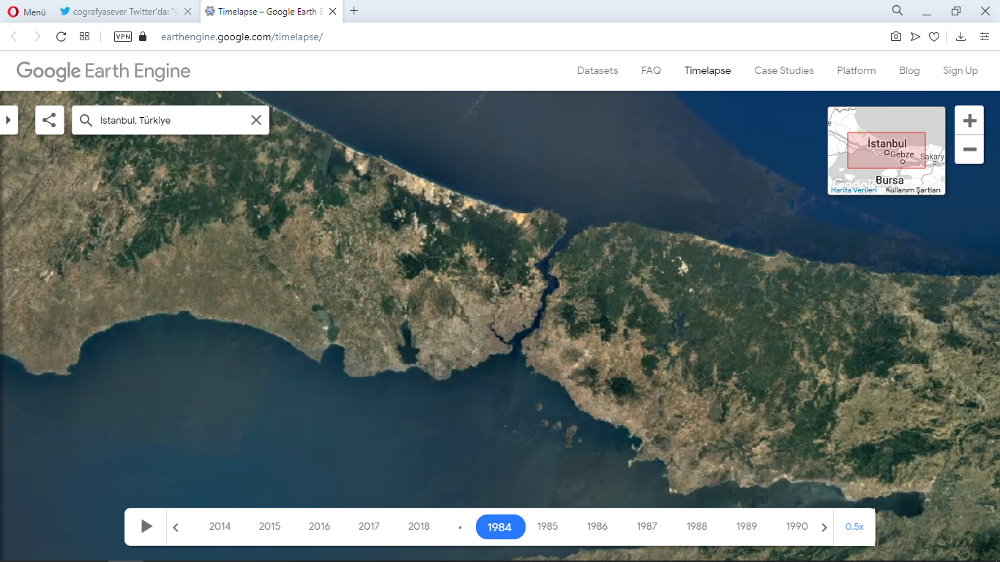 Menü
cografyasever Twitter'da: "C
Timelapse – Google Earth E
VPN
earthengine.google.com/timelapse/
Google Earth Engine
Datasets
FAQ
Timelapse
Case Studies
Platform
Blog
Sign Up
İstanbul, Türkiye
e
İstanbul
Gebze
Sakary
Bursa
Google
Harita Verileri
Kullanım Şartları
2014
2015
2016
2017
2018
1984
1985
1986
1987
1988
1989
1990
0.5x